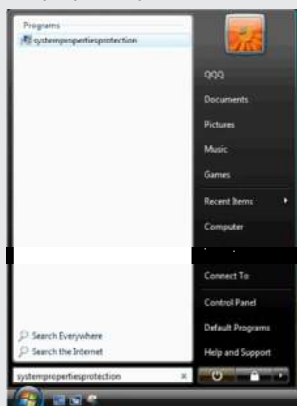 Programs
systempropertiesprotection
QQQ
Documents
Pictures
Music
Games
Recent Items
Computer
Connect To
Control Panel
Default Programs
Help and Support
Search Everywhere
Search the Internet
systempropertiesprotection